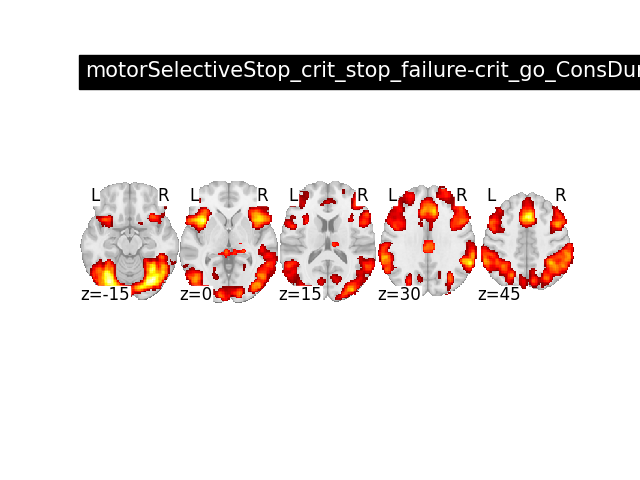 motorSelectiveStop_crit_stop_failure-crit_go_ConsDur
L R L R L R L R L R
z=-15 z=0 z=15 z=30 z=45